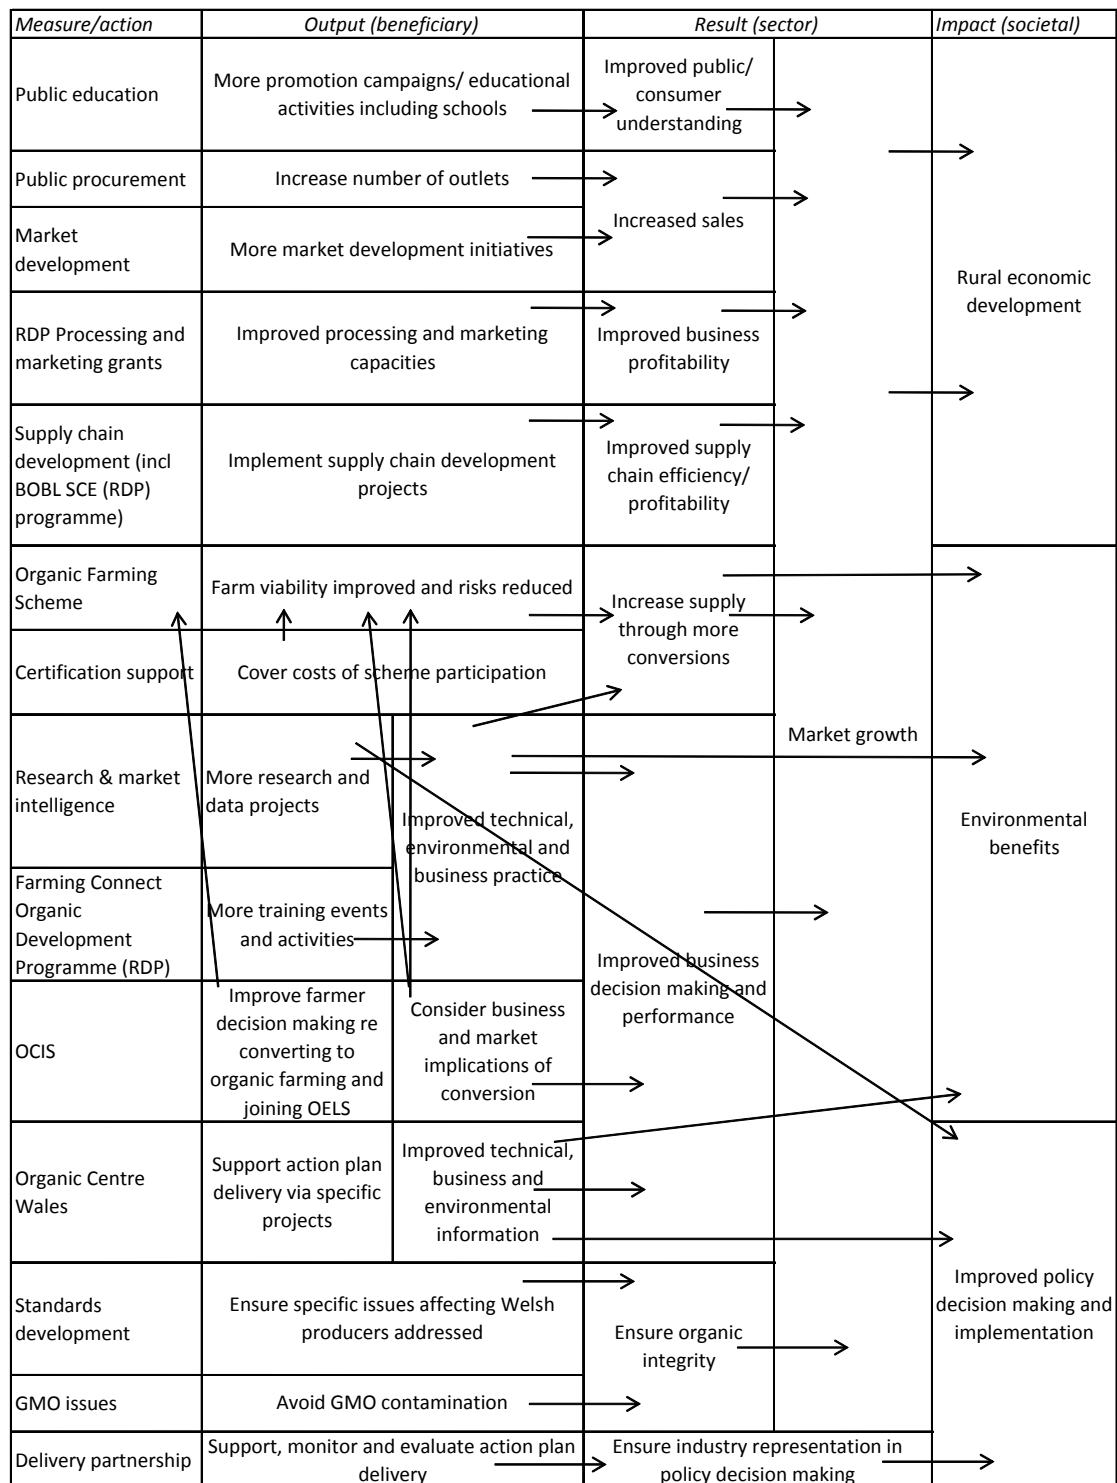 Measure/action
Output (beneficiary)
Result (sector)
Impact (societal)
Public education
More promotion campaigns/ educational
activities including schools
Improved public/
consumer
understanding
Public procurement
Increase number of outlets
Increased sales
Market
development
More market development initiatives
Rural economic
development
RDP Processing and
marketing grants
Improved processing and marketing
capacities
Improved business
profitability
Supply chain
development (incl
BOBL SCE (RDP)
programme)
Implement supply chain development
projects
Improved supply
chain efficiency/
profitability
Organic Farming
Scheme
Farm viability improved and risks reduced
Increase supply
through more
conversions
Certification support
Cover costs of scheme participation
Market growth
Research & market
intelligence
More research and
data projects
Improved technical,
environmental and
business practice
Environmental
benefits
Farming Connect
Organic
Development
Programme (RDP)
More training events
and activities
Improved business
decision making and
performance
OCIS
Improve farmer
decision making re
converting to
organic farming and
joining OELS
Consider business
and market
implications of
conversion
Organic Centre
Wales
Support action plan
delivery via specific
projects
Improved technical,
business and
environmental
information
Standards
development
Ensure specific issues affecting Welsh
producers addressed
Ensure organic
integrity
Improved policy
decision making and
implementation
GMO issues
Avoid GMO contamination
Delivery partnership
Support, monitor and evaluate action plan
delivery
Ensure industry representation in
policy decision making